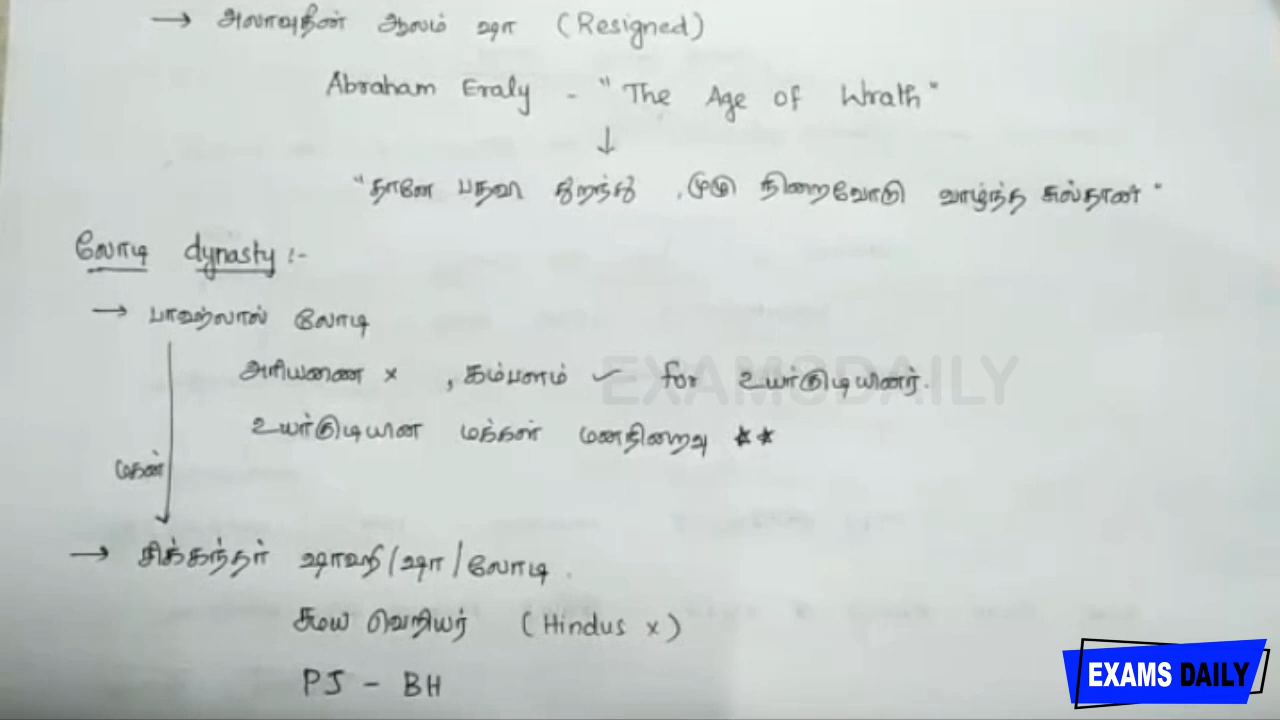 → அலாவுதீன் ஆலம் ஷா (Resigned)
Abraham Eraly - "The Age of Wrath"
↓
"தானே பதவி துறந்து முழு நிறைவோடு வாழ்ந்த சுல்தான்"
லோடி dynasty :-
→ பாஹ்லால் லோடி
அரியணை x , கம்பளம் ✓ for உயர்குடியினர்.
உயர்குடியின மக்கள் மனநிறைவு ★★
மகன்
→ சிக்கந்தர் ஷாஹி/ஷா/லோடி.
சமய வெறியர் (Hindus x)
PJ - BH
EXAMSDAILY
EXAMS DAILY